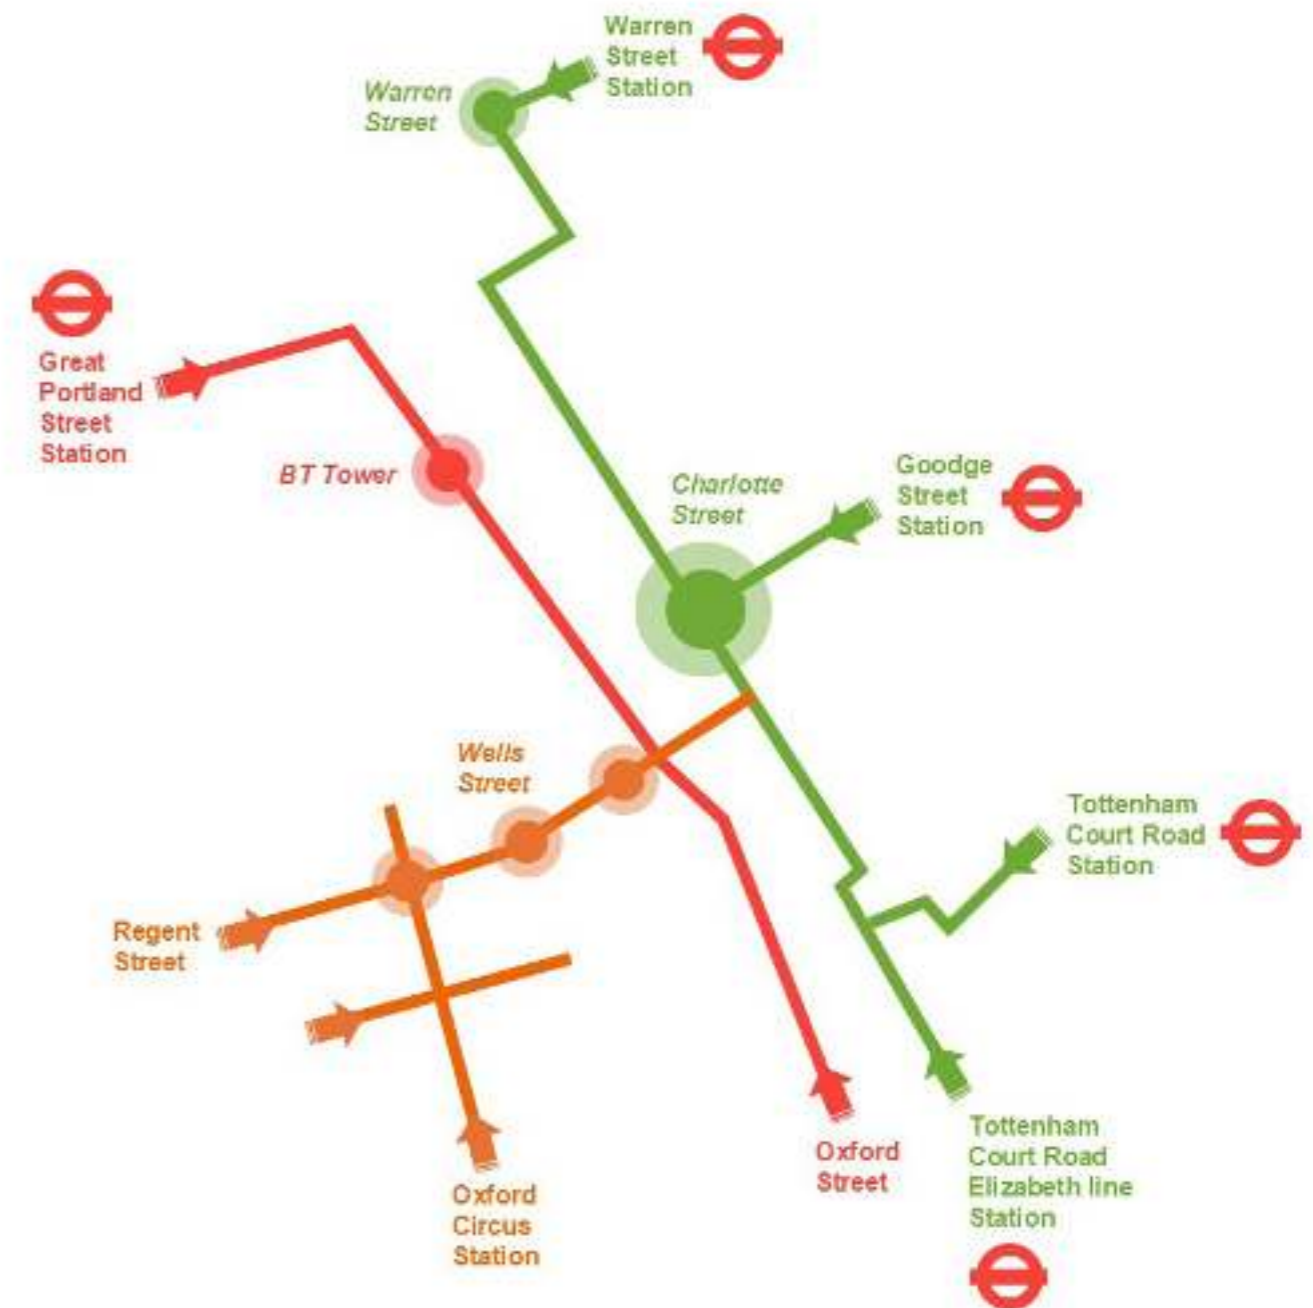 Warren
Street
Station
Warren
Street
Great
Portland
Street
Station
BT Tower
Charlotte
Street
Goodge
Street
Station
Wells
Street
Tottenham
Court Road
Station
Regent
Street
Oxford
Street
Tottenham
Court Road
Elizabeth line
Station
Oxford
Circus
Station